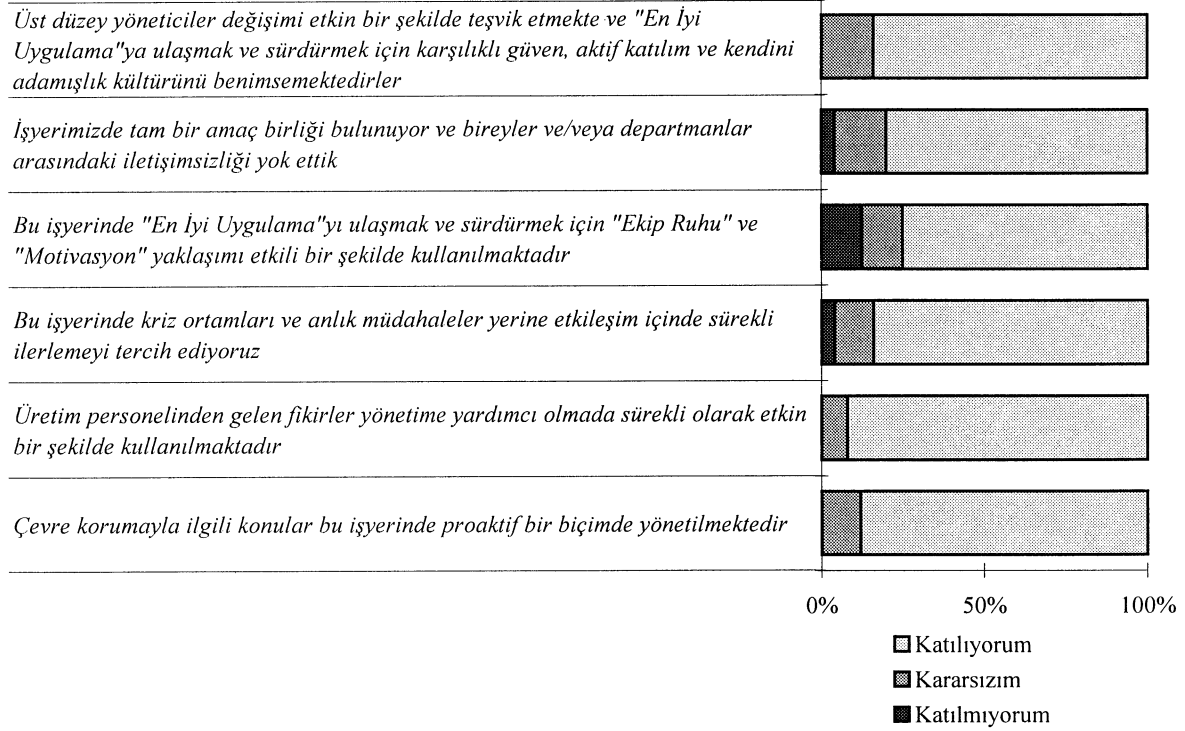 Üst düzey yöneticiler değişimi etkin bir şekilde teşvik etmekte ve "En İyi
Uygulama"ya ulaşmak ve sürdürmek için karşılıklı güven, aktif katılım ve kendini
adamışlık kültürünü benimsemektedirler
İşyerimizde tam bir amaç birliği bulunuyor ve bireyler ve/veya departmanlar
arasındaki iletişimsizliği yok ettik
Bu işyerinde "En İyi Uygulama"yı ulaşmak ve sürdürmek için "Ekip Ruhu" ve
"Motivasyon" yaklaşımı etkili bir şekilde kullanılmaktadır
Bu işyerinde kriz ortamları ve anlık müdahaleler yerine etkileşim içinde sürekli
ilerlemeyi tercih ediyoruz
Üretim personelinden gelen fikirler yönetime yardımcı olmada sürekli olarak etkin
bir şekilde kullanılmaktadır
Çevre korumayla ilgili konular bu işyerinde proaktif bir biçimde yönetilmektedir
0% 50% 100%
Katılıyorum
Kararsızım
Katılmıyorum